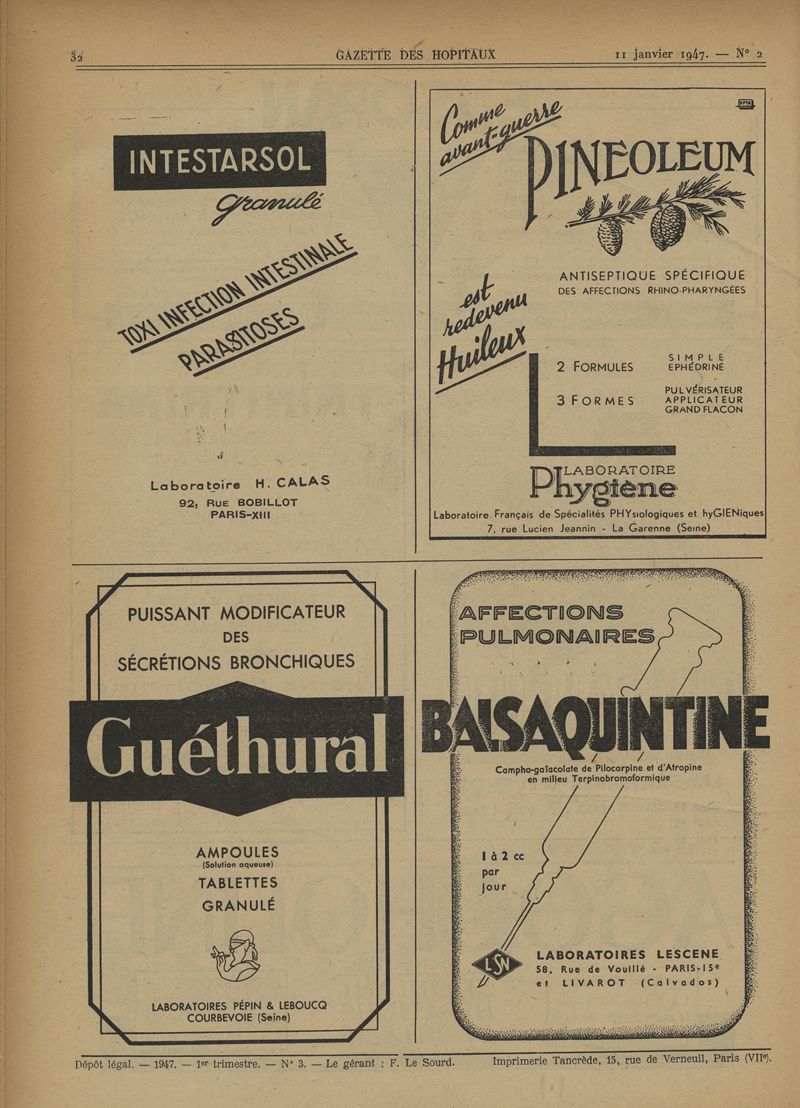 32
GAZETTE DES HOPITAUX
11 janvier 1947. — N° 2
INTESTARSOL
granulé
TOXI INFECTION INTESTINALE
PARASITOSES
Laboratoire H. CALAS
92, RUE BOBILLOT
PARIS-XIII
Comme
avant-guerre
PINEOLEUM
ANTISEPTIQUE SPÉCIFIQUE
DES AFFECTIONS RHINO-PHARYNGÉES
est
redevenu
Huileux
2 FORMULES
SIMPLE
EPHÉDRINÉ
3 FORMES
PULVÉRISATEUR
APPLICATEUR
GRAND FLACON
LABORATOIRE
Phygiène
Laboratoire Français de Spécialités PHYsiologiques et hyGIENiques
7, rue Lucien Jeannin - La Garenne (Seine)
PUISSANT MODIFICATEUR
DES
SÉCRÉTIONS BRONCHIQUES
Guéthural
AMPOULES
(Solution aqueuse)
TABLETTES
GRANULÉ
LABORATOIRES PÉPIN & LEBOUCQ
COURBEVOIE (Seine)
AFFECTIONS
PULMONAIRES
BALSAQUINTINE
Campho-gaïacolate de Pilocarpine et d'Atropine
en milieu Terpinobromoformique
1 à 2 cc
par
jour
LSN
LABORATOIRES LESCENE
58, Rue de Vouillé - PARIS-15e
et LIVAROT (Calvados)
Dépôt légal. — 1947. — 1er trimestre. — N° 3. — Le gérant : F. Le Sourd.
Imprimerie Tancrède, 15, rue de Verneuil, Paris (VIIe).